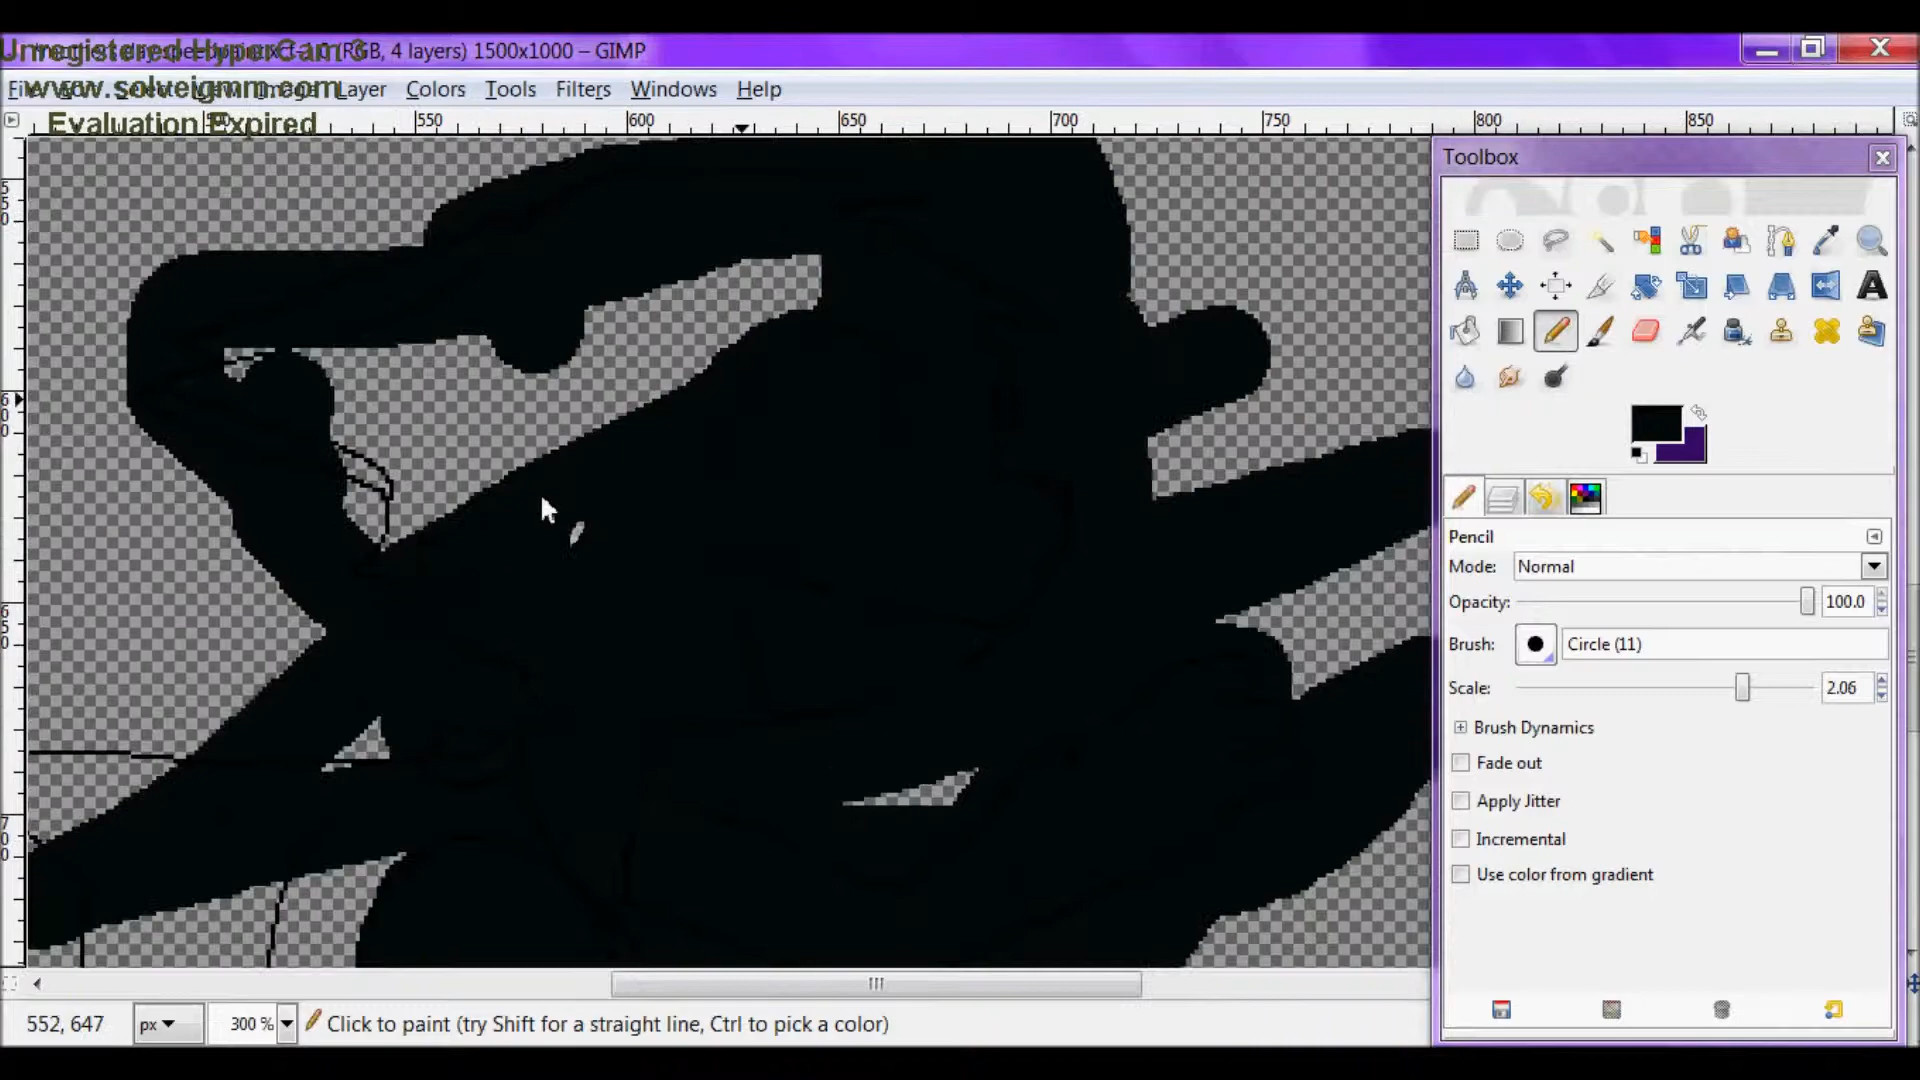 Unregistered HyperCam 3
(RGB, 4 layers) 1500x1000 – GIMP
www.solveigmm.com
Layer Colors Tools Filters Windows Help
Evaluation Expired
550 600 650 700 750 800 850
Toolbox
Pencil
Mode: Normal
Opacity: 100.0
Brush: Circle (11)
Scale: 2.06
Brush Dynamics
Fade out
Apply Jitter
Incremental
Use color from gradient
552, 647 px 300 % Click to paint (try Shift for a straight line, Ctrl to pick a color)